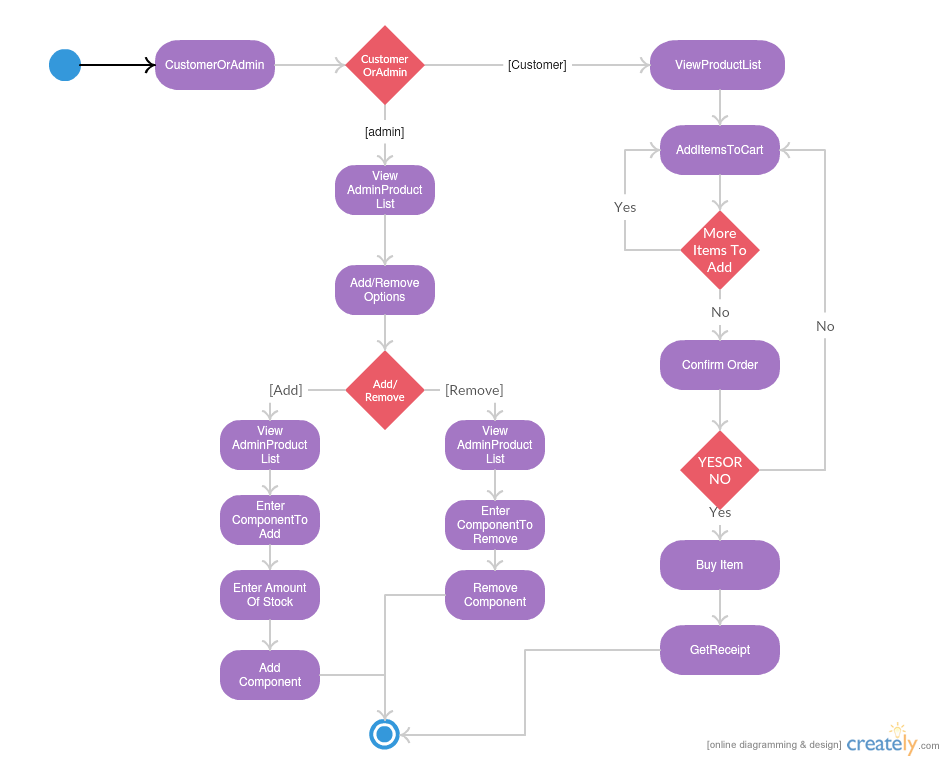 CustomerOrAdmin
Customer
OrAdmin
[Customer]
ViewProductList
[admin]
View
AdminProduct
List
AddItemsToCart
Yes
More
Items To
Add
Add/Remove
Options
No
No
Confirm Order
Add/
Remove
[Add]
[Remove]
View
AdminProduct
List
View
AdminProduct
List
YESOR
NO
Yes
Enter
ComponentTo
Add
Enter
ComponentTo
Remove
Buy Item
Enter Amount
Of Stock
Remove
Component
GetReceipt
Add
Component
[online diagramming & design] creately.com